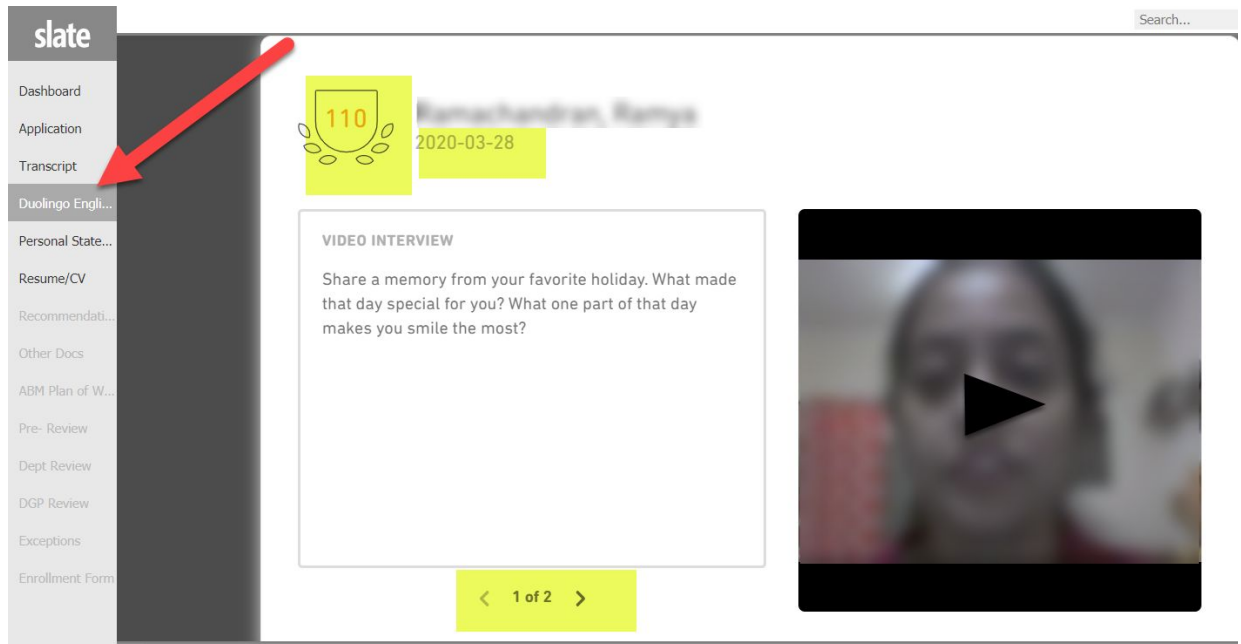 slate
Search...
Dashboard
Application
Transcript
Duolingo Engli...
Personal State...
Resume/CV
Recommendati...
Other Docs
ABM Plan of W...
Pre- Review
Dept Review
DGP Review
Exceptions
Enrollment Form
110
2020-03-28
VIDEO INTERVIEW
Share a memory from your favorite holiday. What made
that day special for you? What one part of that day
makes you smile the most?
1 of 2